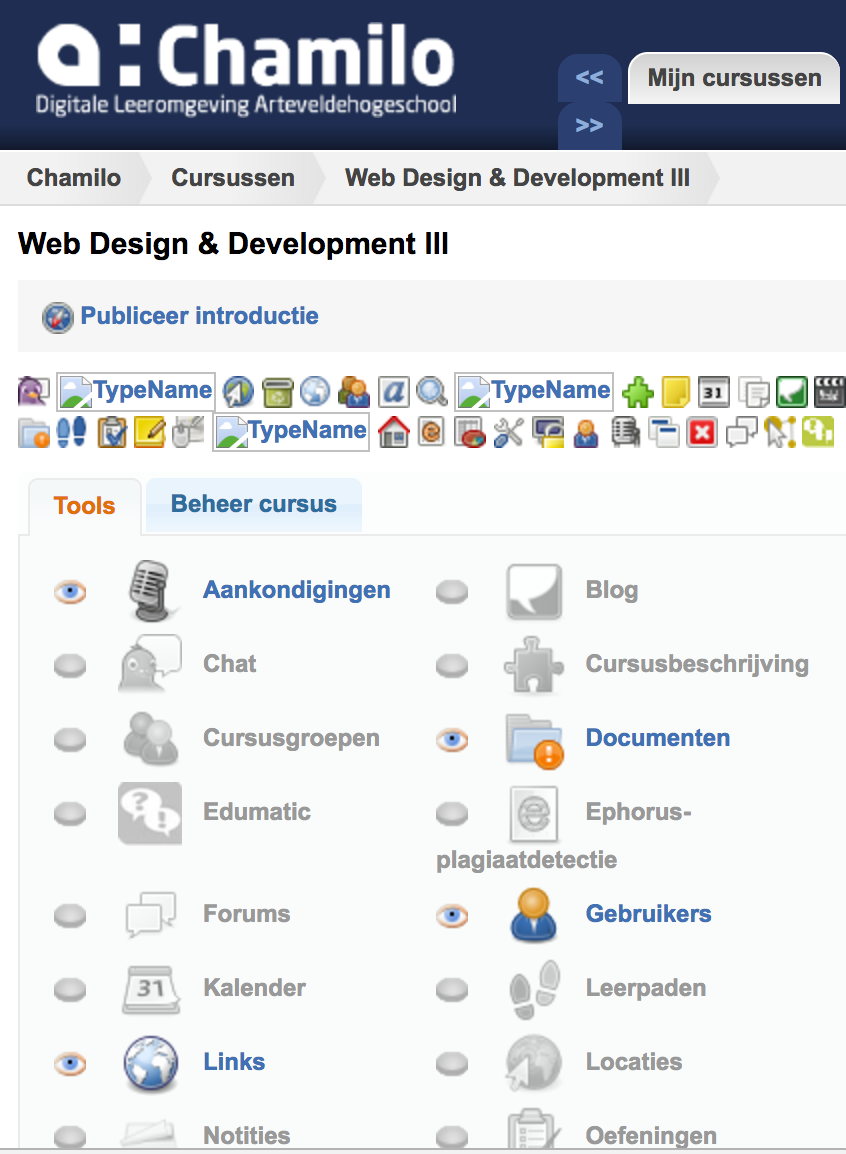 a:Chamilo
Digitale Leeromgeving Arteveldehogeschool
<< Mijn cursussen
>>
Chamilo Cursussen Web Design & Development III
Web Design & Development III
Publiceer introductie
TypeName a TypeName 31
TypeName
Tools Beheer cursus
Aankondigingen Blog
Chat Cursusbeschrijving
Cursusgroepen Documenten
Edumatic Ephorus-
plagiaatdetectie
Forums Gebruikers
31 Kalender Leerpaden
Links Locaties
Notities Oefeningen